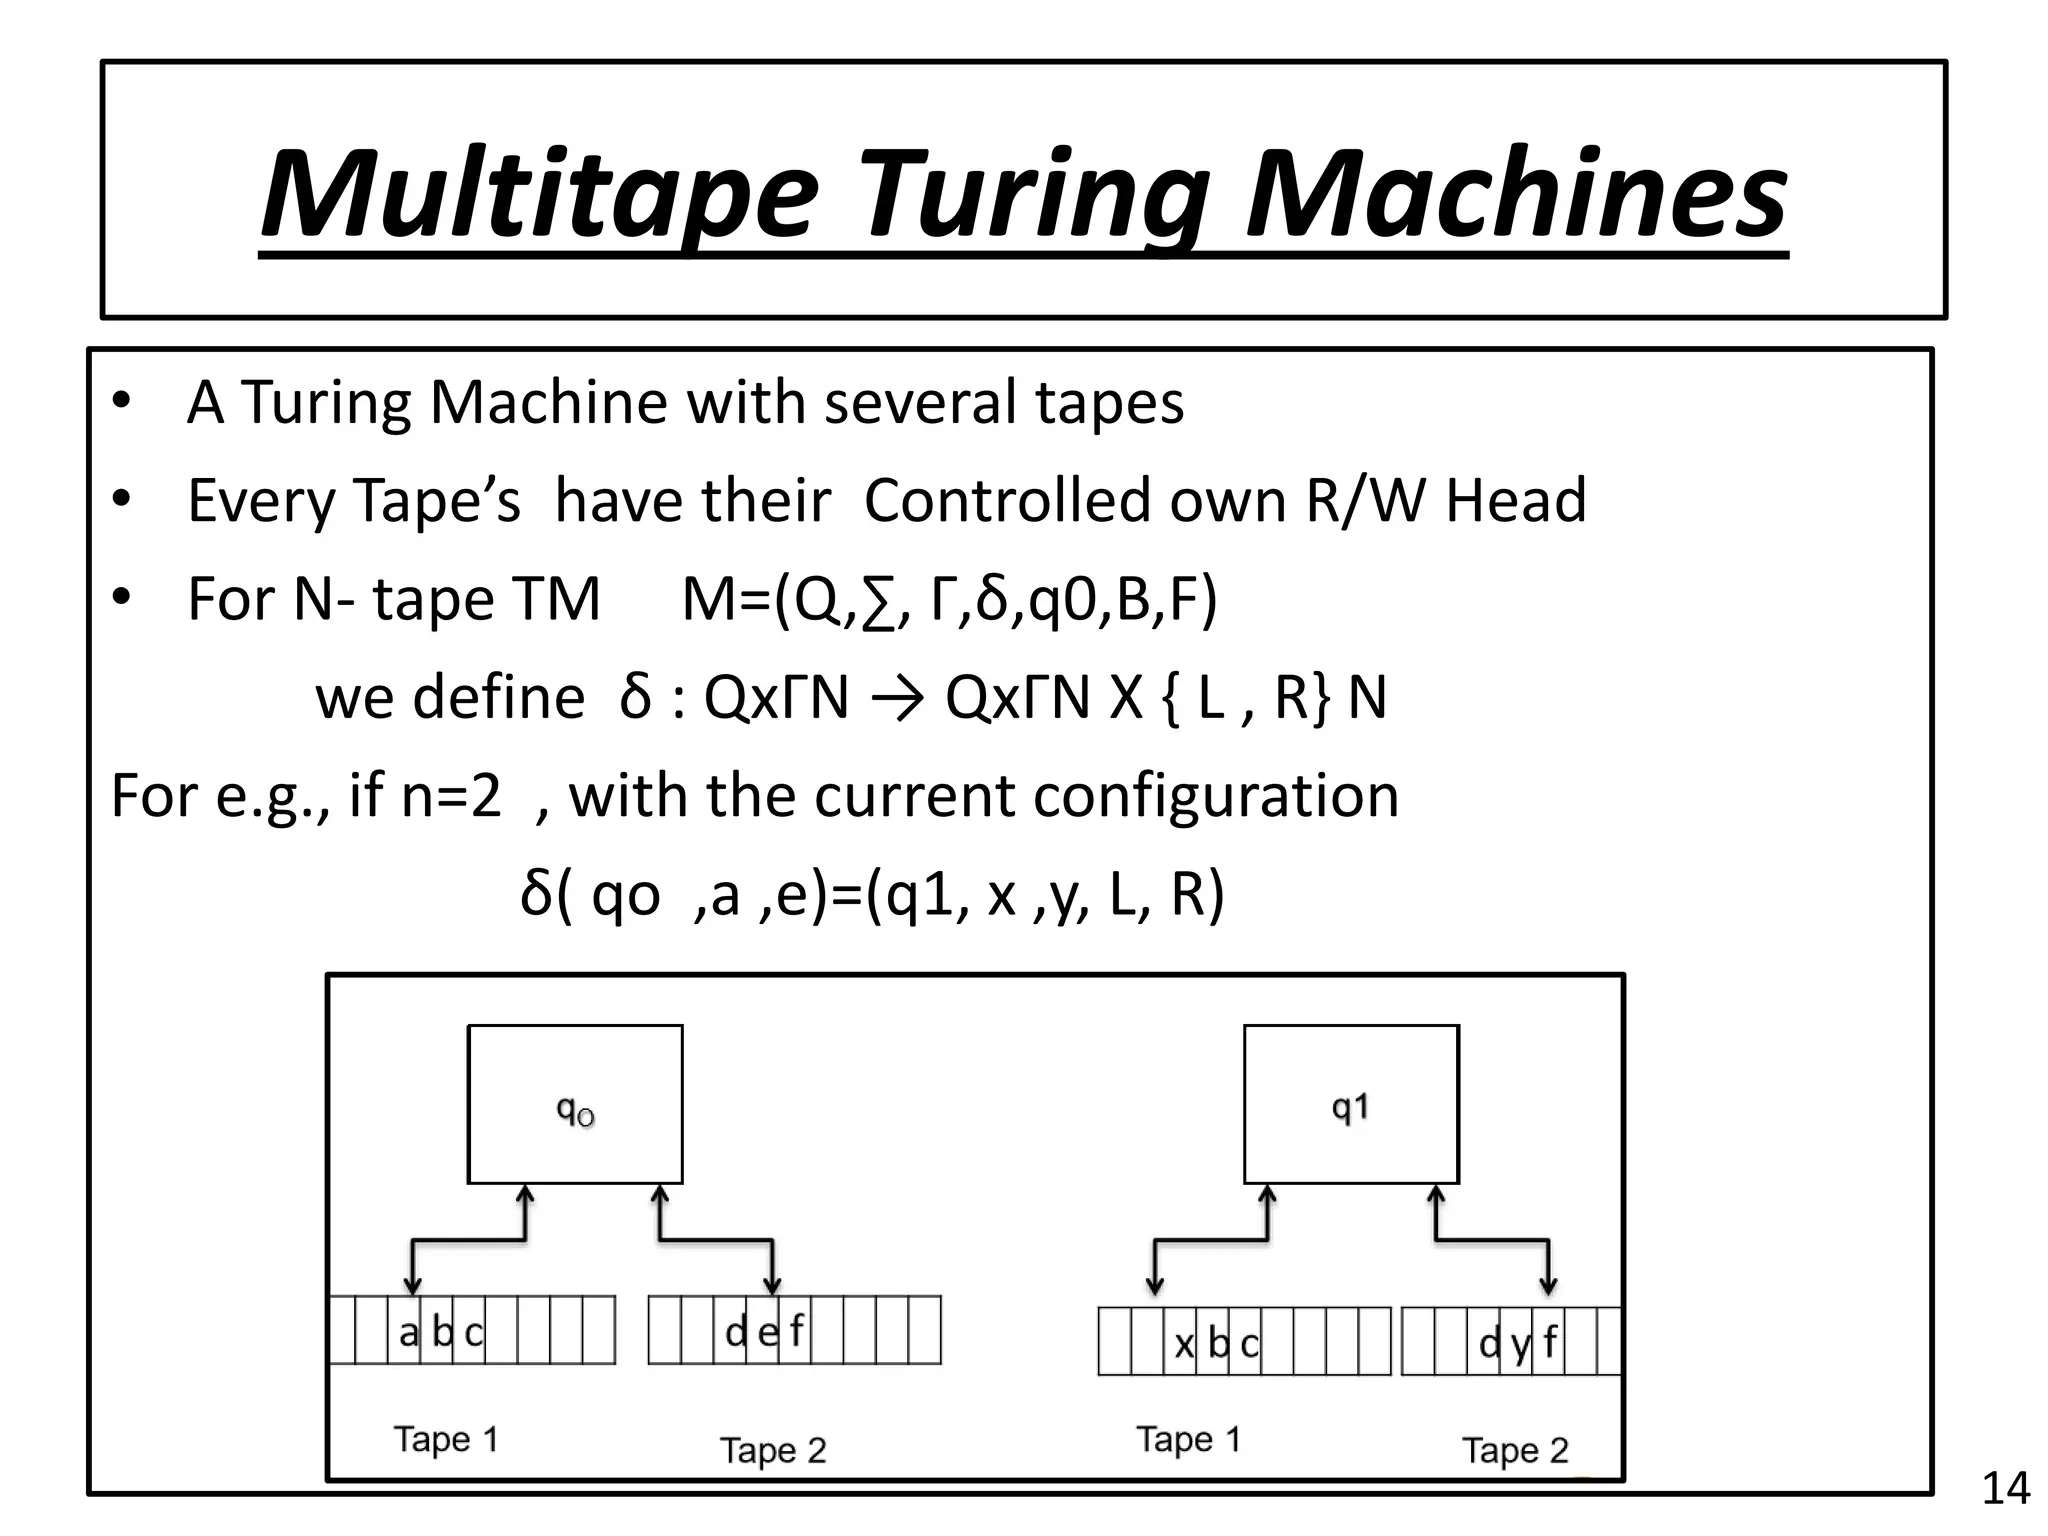 Multitape Turing Machines
• A Turing Machine with several tapes
• Every Tape’s  have their  Controlled own R/W Head
• For N- tape TM     M=(Q,∑, Γ,δ,q0,B,F)
we define  δ : QxΓN → QxΓN X { L , R} N
For e.g., if n=2  , with the current configuration
δ( qo  ,a ,e)=(q1, x ,y, L, R)
qO q1
a b c d e f x b c d y f
Tape 1 Tape 2 Tape 1 Tape 2
14